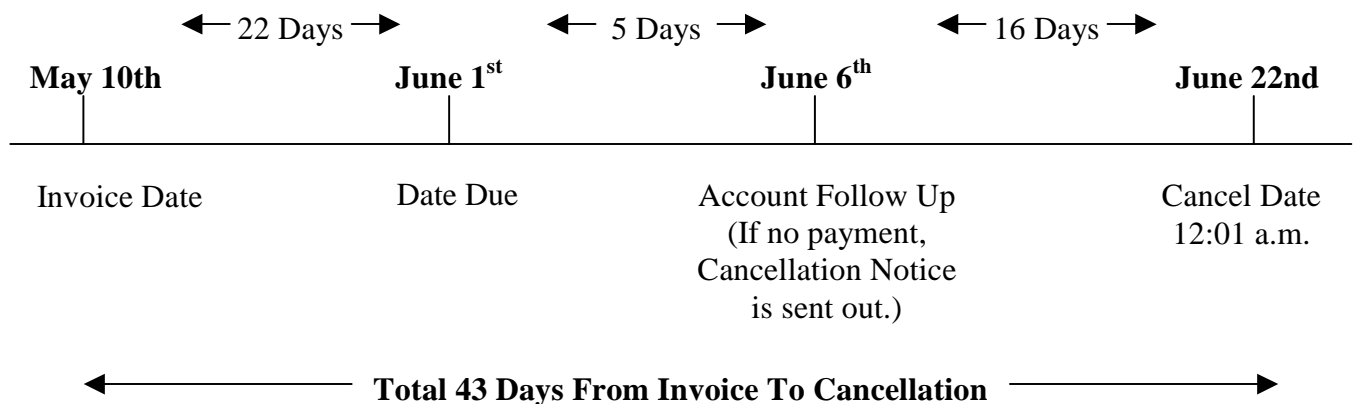 22 Days 5 Days 16 Days
May 10th June 1st June 6th June 22nd
Invoice Date Date Due Account Follow Up Cancel Date
(If no payment, 12:01 a.m.
Cancellation Notice
is sent out.)
Total 43 Days From Invoice To Cancellation